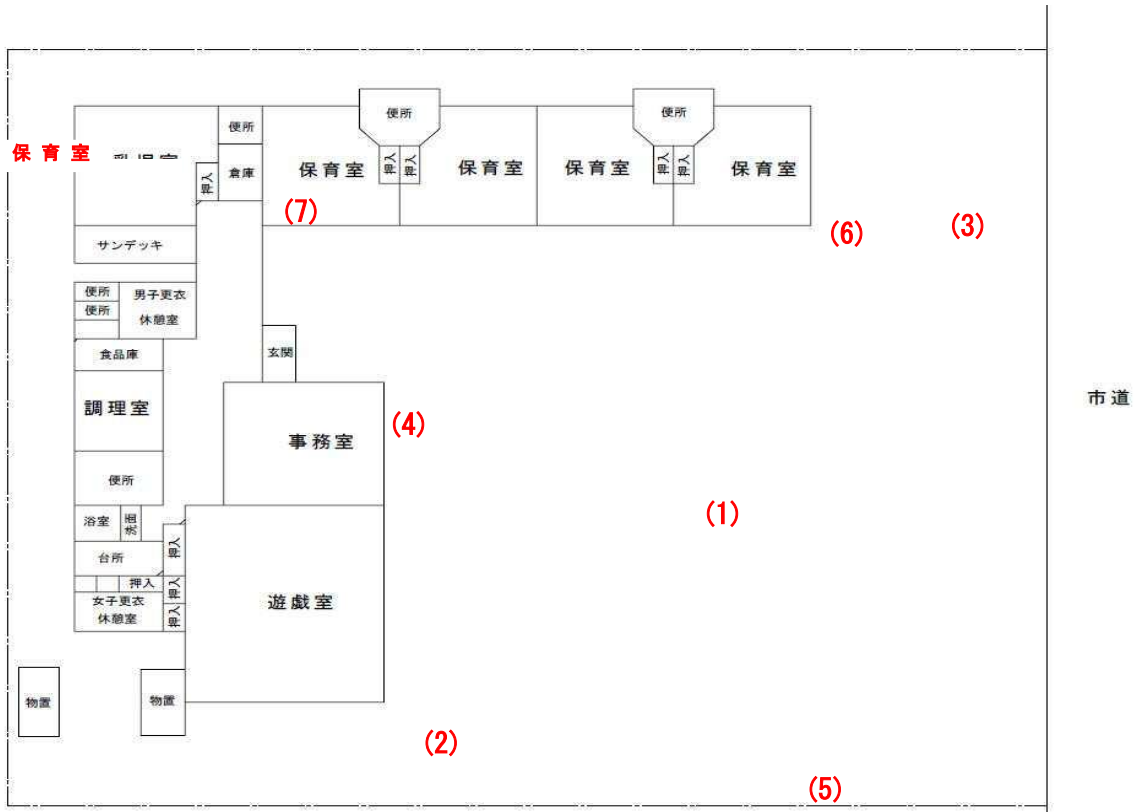 便所
便所
便所
保育室
保育室
保育室
保育室
保育室
押入
押入
押入
押入
押入
倉庫
(7)
(6)
(3)
サンデッキ
便所
男子更衣
休憩室
便所
食品庫
玄関
調理室
市道
(4)
事務室
便所
(1)
浴室
洗面
押入
台所
押入
押入
女子更衣
休憩室
遊戯室
押入
物置
物置
(2)
(5)